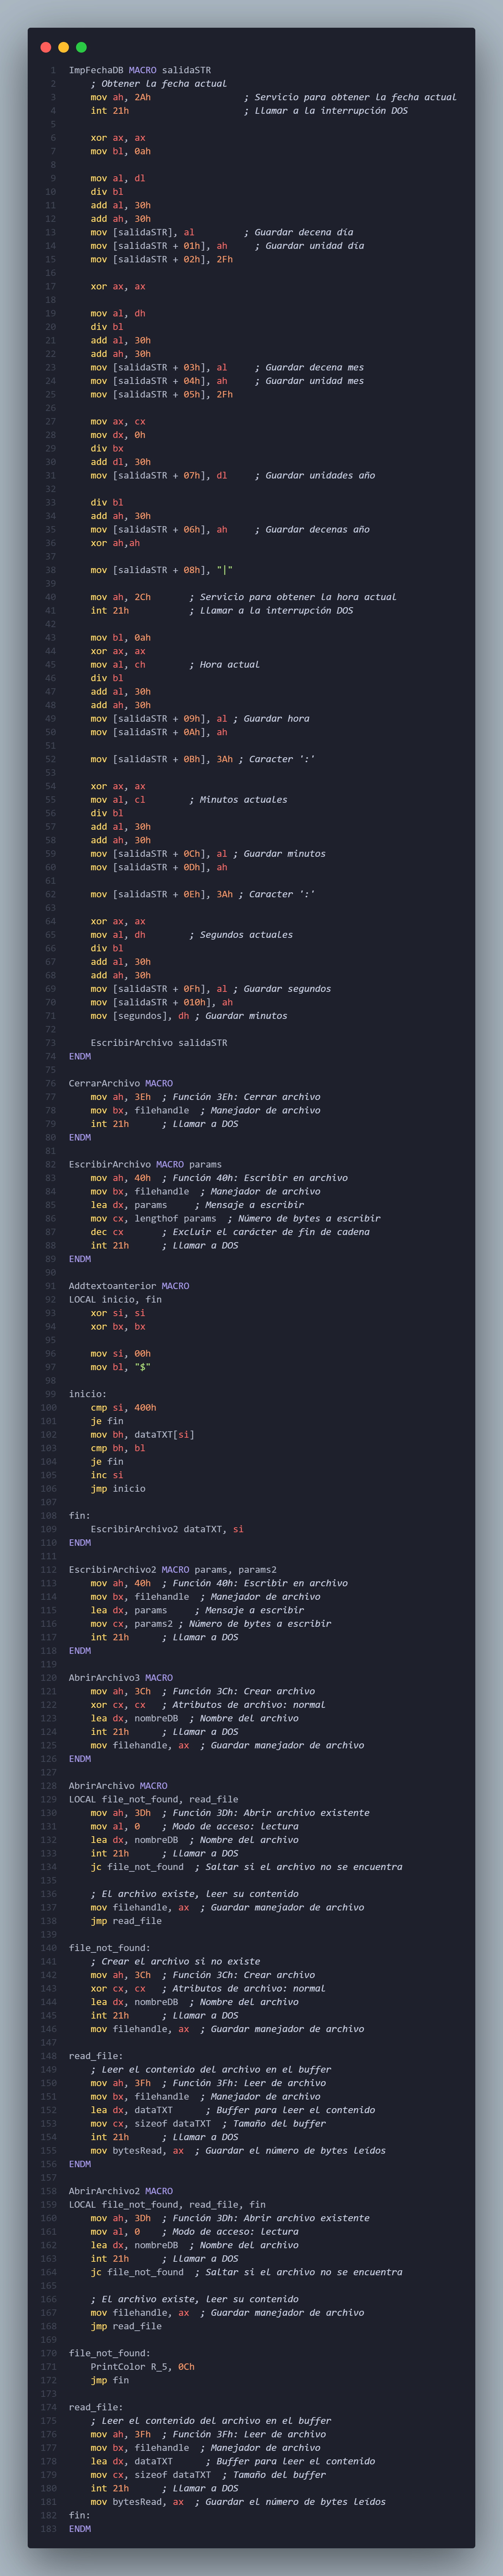 1 ImpFechaDB MACRO salidaSTR
2 ; Obtener la fecha actual
3 mov ah, 2Ah ; Servicio para obtener la fecha actual
4 int 21h ; Llamar a la interrupción DOS
5
6 xor ax, ax
7 mov bl, 0ah
8
9 mov al, dl
10 div bl
11 add al, 30h
12 add ah, 30h
13 mov [salidaSTR], al ; Guardar decena día
14 mov [salidaSTR + 01h], ah ; Guardar unidad día
15 mov [salidaSTR + 02h], 2Fh
16
17 xor ax, ax
18
19 mov al, dh
20 div bl
21 add al, 30h
22 add ah, 30h
23 mov [salidaSTR + 03h], al ; Guardar decena mes
24 mov [salidaSTR + 04h], ah ; Guardar unidad mes
25 mov [salidaSTR + 05h], 2Fh
26
27 mov ax, cx
28 mov dx, 0h
29 div bx
30 add dl, 30h
31 mov [salidaSTR + 07h], dl ; Guardar unidades año
32
33 div bl
34 add ah, 30h
35 mov [salidaSTR + 06h], ah ; Guardar decenas año
36 xor ah,ah
37
38 mov [salidaSTR + 08h], "|"
39
40 mov ah, 2Ch ; Servicio para obtener la hora actual
41 int 21h ; Llamar a la interrupción DOS
42
43 mov bl, 0ah
44 xor ax, ax
45 mov al, ch ; Hora actual
46 div bl
47 add al, 30h
48 add ah, 30h
49 mov [salidaSTR + 09h], al ; Guardar hora
50 mov [salidaSTR + 0Ah], ah
51
52 mov [salidaSTR + 0Bh], 3Ah ; Caracter ':'
53
54 xor ax, ax
55 mov al, cl ; Minutos actuales
56 div bl
57 add al, 30h
58 add ah, 30h
59 mov [salidaSTR + 0Ch], al ; Guardar minutos
60 mov [salidaSTR + 0Dh], ah
61
62 mov [salidaSTR + 0Eh], 3Ah ; Caracter ':'
63
64 xor ax, ax
65 mov al, dh ; Segundos actuales
66 div bl
67 add al, 30h
68 add ah, 30h
69 mov [salidaSTR + 0Fh], al ; Guardar segundos
70 mov [salidaSTR + 010h], ah
71 mov [segundos], dh ; Guardar minutos
72
73 EscribirArchivo salidaSTR
74 ENDM
75
76 CerrarArchivo MACRO
77 mov ah, 3Eh ; Función 3Eh: Cerrar archivo
78 mov bx, filehandle ; Manejador de archivo
79 int 21h ; Llamar a DOS
80 ENDM
81
82 EscribirArchivo MACRO params
83 mov ah, 40h ; Función 40h: Escribir en archivo
84 mov bx, filehandle ; Manejador de archivo
85 lea dx, params ; Mensaje a escribir
86 mov cx, lengthof params ; Número de bytes a escribir
87 dec cx ; Excluir el carácter de fin de cadena
88 int 21h ; Llamar a DOS
89 ENDM
90
91 Addtextoanterior MACRO
92 LOCAL inicio, fin
93 xor si, si
94 xor bx, bx
95
96 mov si, 00h
97 mov bl, "$"
98
99 inicio:
100 cmp si, 400h
101 je fin
102 mov bh, dataTXT[si]
103 cmp bh, bl
104 je fin
105 inc si
106 jmp inicio
107
108 fin:
109 EscribirArchivo2 dataTXT, si
110 ENDM
111
112 EscribirArchivo2 MACRO params, params2
113 mov ah, 40h ; Función 40h: Escribir en archivo
114 mov bx, filehandle ; Manejador de archivo
115 lea dx, params ; Mensaje a escribir
116 mov cx, params2 ; Número de bytes a escribir
117 int 21h ; Llamar a DOS
118 ENDM
119
120 AbrirArchivo3 MACRO
121 mov ah, 3Ch ; Función 3Ch: Crear archivo
122 xor cx, cx ; Atributos de archivo: normal
123 lea dx, nombreDB ; Nombre del archivo
124 int 21h ; Llamar a DOS
125 mov filehandle, ax ; Guardar manejador de archivo
126 ENDM
127
128 AbrirArchivo MACRO
129 LOCAL file_not_found, read_file
130 mov ah, 3Dh ; Función 3Dh: Abrir archivo existente
131 mov al, 0 ; Modo de acceso: lectura
132 lea dx, nombreDB ; Nombre del archivo
133 int 21h ; Llamar a DOS
134 jc file_not_found ; Saltar si el archivo no se encuentra
135
136 ; El archivo existe, leer su contenido
137 mov filehandle, ax ; Guardar manejador de archivo
138 jmp read_file
139
140 file_not_found:
141 ; Crear el archivo si no existe
142 mov ah, 3Ch ; Función 3Ch: Crear archivo
143 xor cx, cx ; Atributos de archivo: normal
144 lea dx, nombreDB ; Nombre del archivo
145 int 21h ; Llamar a DOS
146 mov filehandle, ax ; Guardar manejador de archivo
147
148 read_file:
149 ; Leer el contenido del archivo en el buffer
150 mov ah, 3Fh ; Función 3Fh: Leer de archivo
151 mov bx, filehandle ; Manejador de archivo
152 lea dx, dataTXT ; Buffer para leer el contenido
153 mov cx, sizeof dataTXT ; Tamaño del buffer
154 int 21h ; Llamar a DOS
155 mov bytesRead, ax ; Guardar el número de bytes leídos
156 ENDM
157
158 AbrirArchivo2 MACRO
159 LOCAL file_not_found, read_file, fin
160 mov ah, 3Dh ; Función 3Dh: Abrir archivo existente
161 mov al, 0 ; Modo de acceso: lectura
162 lea dx, nombreDB ; Nombre del archivo
163 int 21h ; Llamar a DOS
164 jc file_not_found ; Saltar si el archivo no se encuentra
165
166 ; El archivo existe, leer su contenido
167 mov filehandle, ax ; Guardar manejador de archivo
168 jmp read_file
169
170 file_not_found:
171 PrintColor R_5, 0Ch
172 jmp fin
173
174 read_file:
175 ; Leer el contenido del archivo en el buffer
176 mov ah, 3Fh ; Función 3Fh: Leer de archivo
177 mov bx, filehandle ; Manejador de archivo
178 lea dx, dataTXT ; Buffer para leer el contenido
179 mov cx, sizeof dataTXT ; Tamaño del buffer
180 int 21h ; Llamar a DOS
181 mov bytesRead, ax ; Guardar el número de bytes leídos
182 fin:
183 ENDM